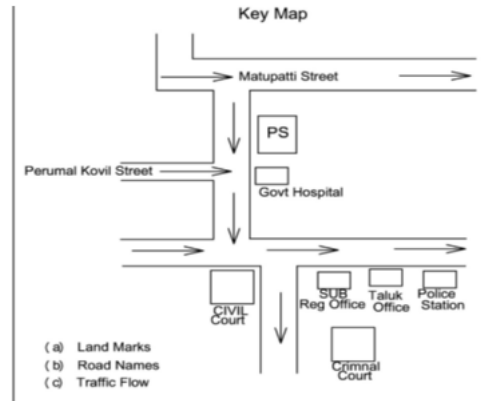 Key Map
Matupatti Street
PS
Perumal Kovil Street
Govt Hospital
CIVIL
Court
SUB
Reg Office
Taluk
Office
Police
Station
Crimnal
Court
(a) Land Marks
(b) Road Names
(c) Traffic Flow